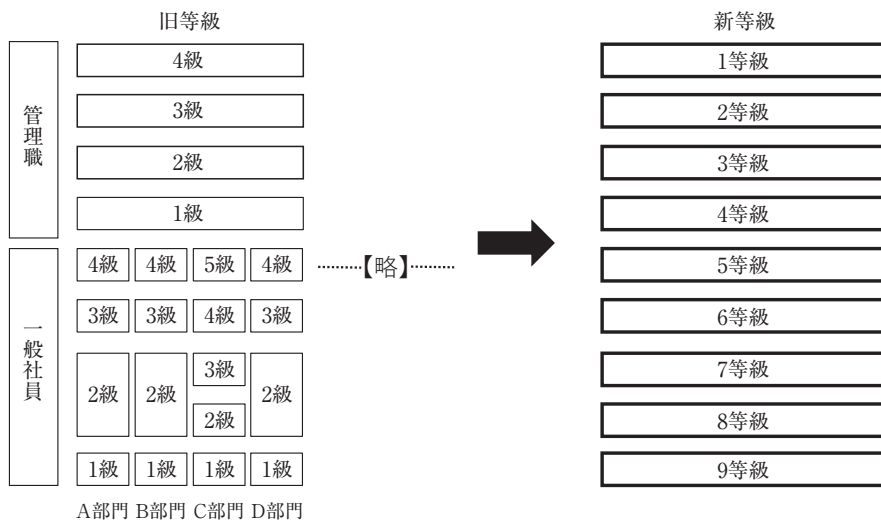 旧等級
新等級
管理職
4級
3級
2級
1級
一般社員
4級 4級 5級 4級
3級 3級 4級 3級
2級 2級 3級 2級
2級
1級 1級 1級 1級
A部門 B部門 C部門 D部門
【略】
1等級
2等級
3等級
4等級
5等級
6等級
7等級
8等級
9等級